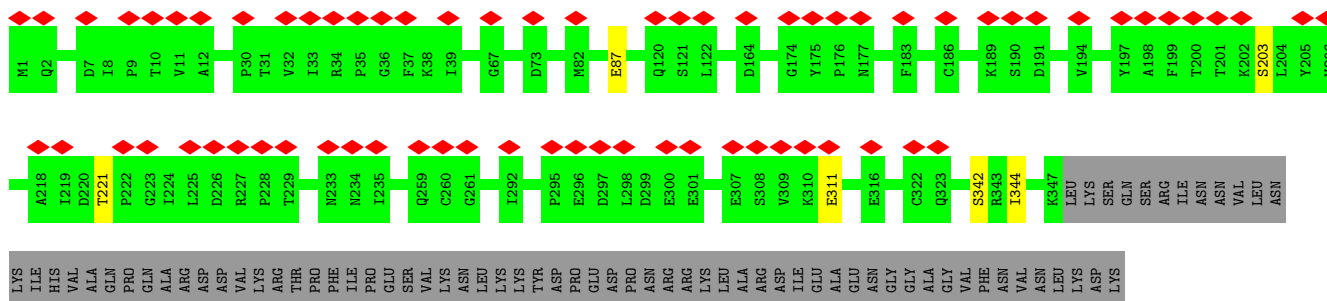 M1 Q2 D7 I8 P9 T10 V11 A12 P30 T31 V32 I33 R34 P35 G36 F37 K38 I39 G67 D73 M82 E87 Q120 S121 L122 D164 G174 Y175 P176 N177 F183 C186 K189 S190 D191 V194 Y197 A198 F199 T200 T201 K202 S203 L204 Y205
A218 I219 D220 T221 P222 G223 I224 L225 D226 R227 P228 T229 N233 N234 I235 Q259 C260 G261 I292 P295 E296 D297 L298 D299 E300 E301 E307 S308 V309 K310 E311 E316 C322 Q323 S342 R343 I344 K347 LEU LYS SER GLN SER ARG ILE ASN ASN VAL LEU ASN
LYS ILE HIS VAL ALA GLN PRO GLN ALA ARG ASP ASP VAL LYS ARG THR PRO PHE ILE PRO GLU SER VAL LYS ASN LEU LYS LYS TYR ASP PRO GLU ASP PRO ASN ARG ARG LYS LEU ALA ARG ASP ILE GLU ALA GLU ASN GLY GLY ALA GLY VAL PHE ASN VAL ASN LEU LYS ASP LYS